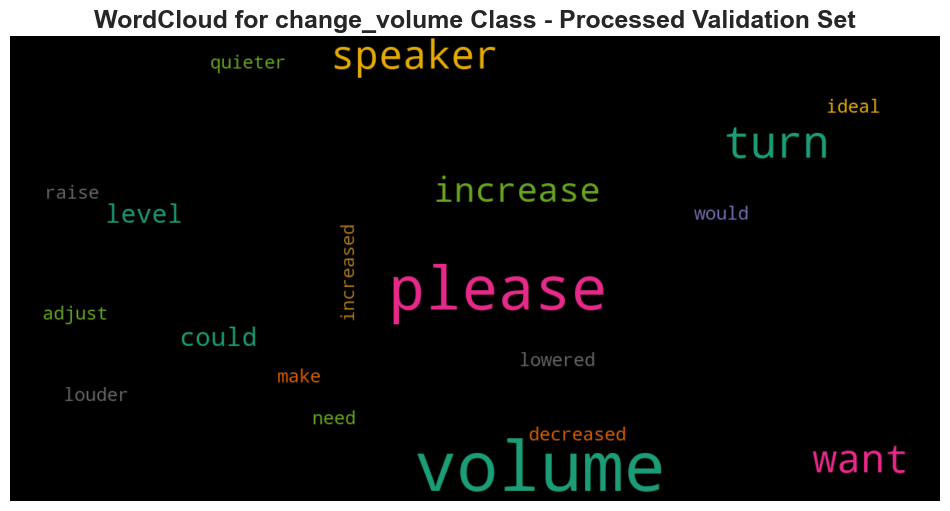 WordCloud for change_volume Class - Processed Validation Set
quieter
speaker
ideal
turn
raise
increase
level
would
increased
please
adjust
could
lowered
make
louder
need
decreased
volume
want